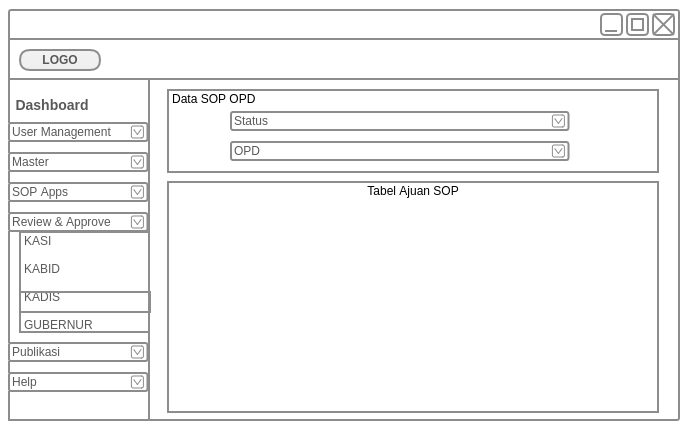 LOGO
Dashboard
User Management
Master
SOP Apps
Review & Approve
KASI
KABID
KADIS
GUBERNUR
Publikasi
Help
Data SOP OPD
Status
OPD
Tabel Ajuan SOP